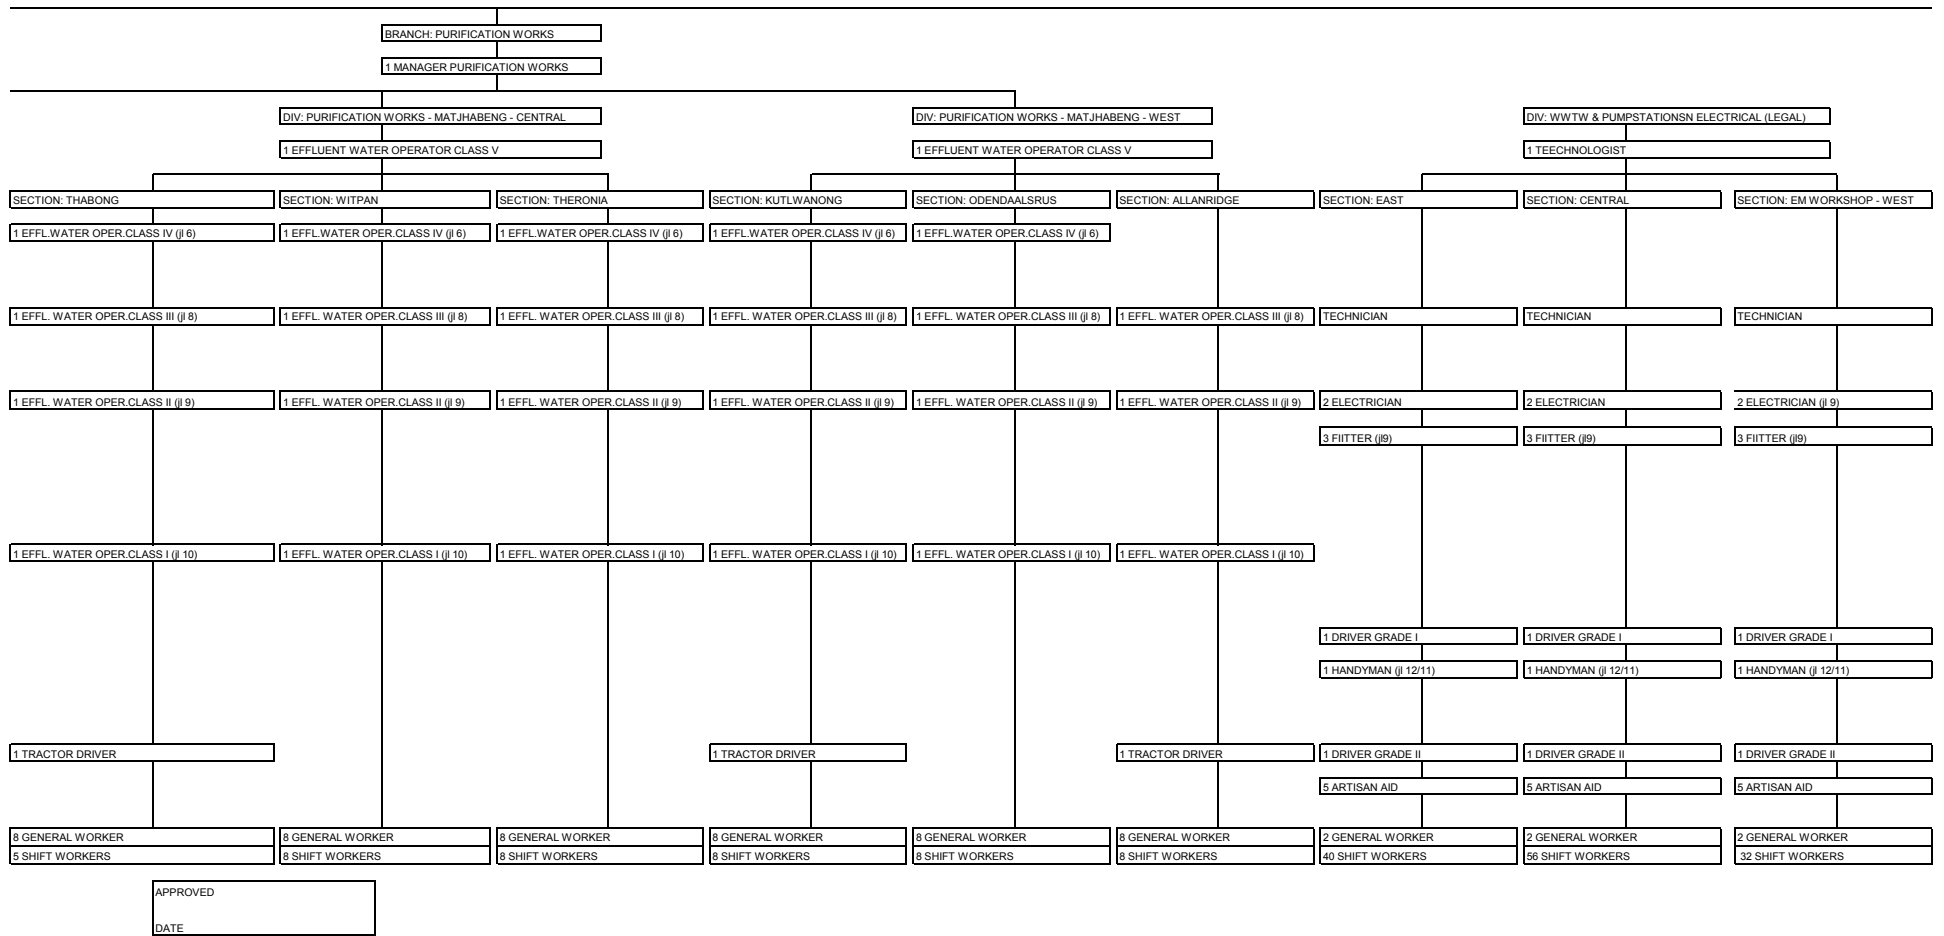 BRANCH: PURIFICATION WORKS
1 MANAGER PURIFICATION WORKS
DIV: PURIFICATION WORKS - MATJHABENG - CENTRAL
DIV: PURIFICATION WORKS - MATJHABENG - WEST
DIV: WWTW & PUMPSTATIONSN ELECTRICAL (LEGAL)
1 EFFLUENT WATER OPERATOR CLASS V
1 EFFLUENT WATER OPERATOR CLASS V
1 TEECHNOLOGIST
SECTION: THABONG
SECTION: WITPAN
SECTION: THERONIA
SECTION: KUTLWANONG
SECTION: ODENDAALSRUS
SECTION: ALLANRIDGE
SECTION: EAST
SECTION: CENTRAL
SECTION: EM WORKSHOP - WEST
1 EFFL.WATER OPER.CLASS IV (jl 6)
1 EFFL.WATER OPER.CLASS IV (jl 6)
1 EFFL.WATER OPER.CLASS IV (jl 6)
1 EFFL.WATER OPER.CLASS IV (jl 6)
1 EFFL.WATER OPER.CLASS IV (jl 6)
1 EFFL. WATER OPER.CLASS III (jl 8)
1 EFFL. WATER OPER.CLASS III (jl 8)
1 EFFL. WATER OPER.CLASS III (jl 8)
1 EFFL. WATER OPER.CLASS III (jl 8)
1 EFFL. WATER OPER.CLASS III (jl 8)
1 EFFL. WATER OPER.CLASS III (jl 8)
TECHNICIAN
TECHNICIAN
TECHNICIAN
1 EFFL. WATER OPER.CLASS II (jl 9)
1 EFFL. WATER OPER.CLASS II (jl 9)
1 EFFL. WATER OPER.CLASS II (jl 9)
1 EFFL. WATER OPER.CLASS II (jl 9)
1 EFFL. WATER OPER.CLASS II (jl 9)
1 EFFL. WATER OPER.CLASS II (jl 9)
2 ELECTRICIAN
2 ELECTRICIAN
2 ELECTRICIAN (jl 9)
3 FIITTER (jl9)
3 FIITTER (jl9)
3 FIITTER (jl9)
1 EFFL. WATER OPER.CLASS I (jl 10)
1 EFFL. WATER OPER.CLASS I (jl 10)
1 EFFL. WATER OPER.CLASS I (jl 10)
1 EFFL. WATER OPER.CLASS I (jl 10)
1 EFFL. WATER OPER.CLASS I (jl 10)
1 EFFL. WATER OPER.CLASS I (jl 10)
1 DRIVER GRADE I
1 DRIVER GRADE I
1 DRIVER GRADE I
1 HANDYMAN (jl 12/11)
1 HANDYMAN (jl 12/11)
1 HANDYMAN (jl 12/11)
1 TRACTOR DRIVER
1 TRACTOR DRIVER
1 TRACTOR DRIVER
1 DRIVER GRADE II
1 DRIVER GRADE II
1 DRIVER GRADE II
5 ARTISAN AID
5 ARTISAN AID
5 ARTISAN AID
8 GENERAL WORKER
8 GENERAL WORKER
8 GENERAL WORKER
8 GENERAL WORKER
8 GENERAL WORKER
8 GENERAL WORKER
2 GENERAL WORKER
2 GENERAL WORKER
2 GENERAL WORKER
5 SHIFT WORKERS
8 SHIFT WORKERS
8 SHIFT WORKERS
8 SHIFT WORKERS
8 SHIFT WORKERS
8 SHIFT WORKERS
40 SHIFT WORKERS
56 SHIFT WORKERS
32 SHIFT WORKERS
APPROVED
DATE